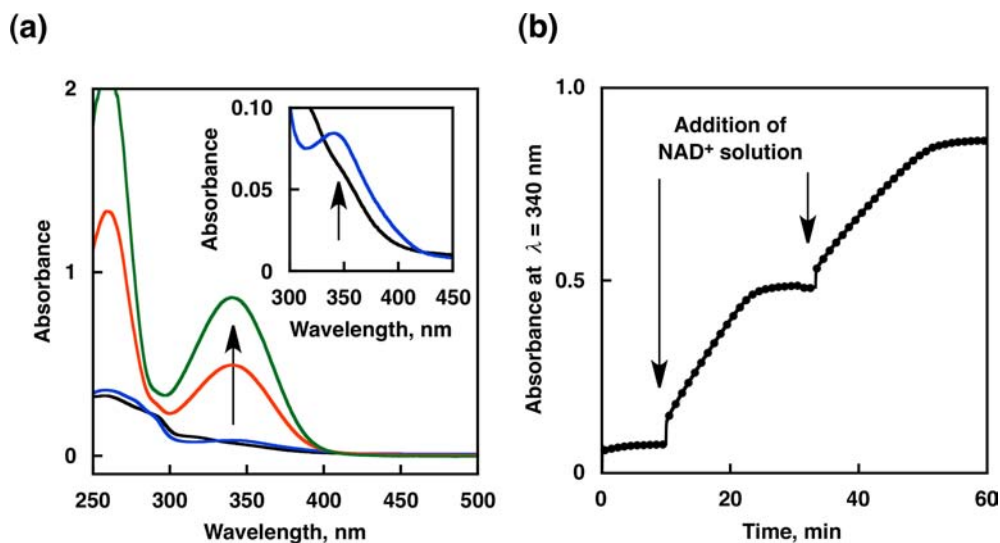 (a)
2
1
0
Absorbance
250 300 350 400 450 500
Wavelength, nm
0.10
0.05
0
Absorbance
300 350 400 450
Wavelength, nm
(b)
1.0
0.5
0
Absorbance at λ = 340 nm
Addition of
NAD⁺ solution
0 20 40 60
Time, min